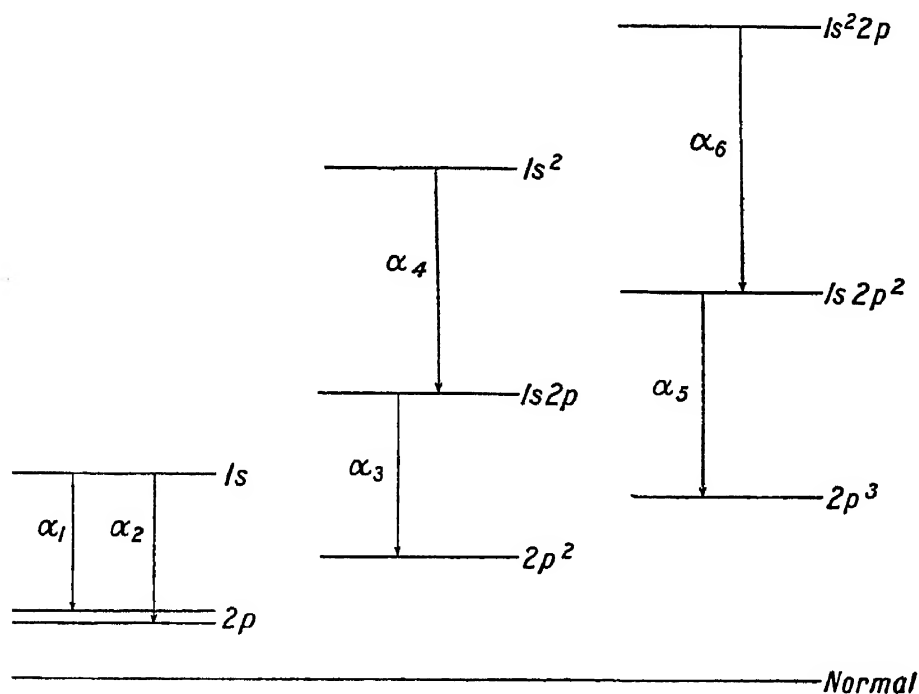 1s²2p
α₆
1s²
α₄
1s2p²
α₅
1s2p
1s
α₃
α₁
α₂
2p³
2p²
2p
Normal